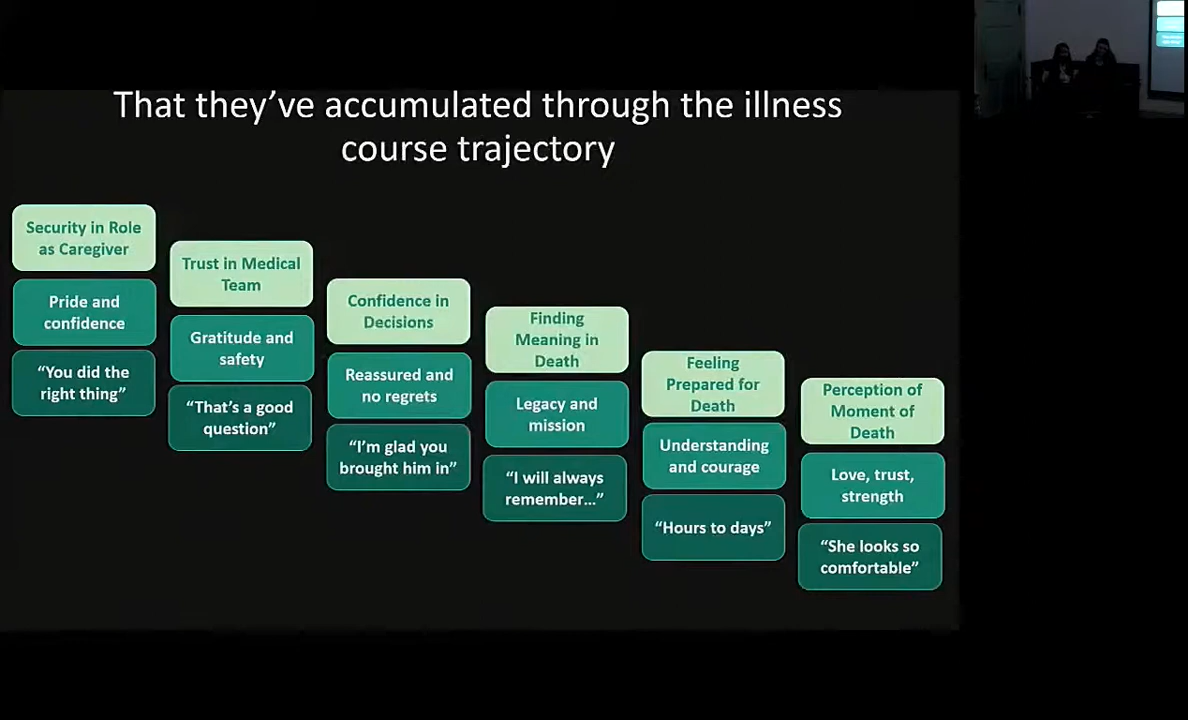 That they’ve accumulated through the illness
course trajectory
Security in Role
as Caregiver
Pride and
confidence
“You did the
right thing”
Trust in Medical
Team
Gratitude and
safety
“That’s a good
question”
Confidence in
Decisions
Reassured and
no regrets
“I’m glad you
brought him in”
Finding
Meaning in
Death
Legacy and
mission
“I will always
remember…”
Feeling
Prepared for
Death
Understanding
and courage
“Hours to days”
Perception of
Moment of
Death
Love, trust,
strength
“She looks so
comfortable”